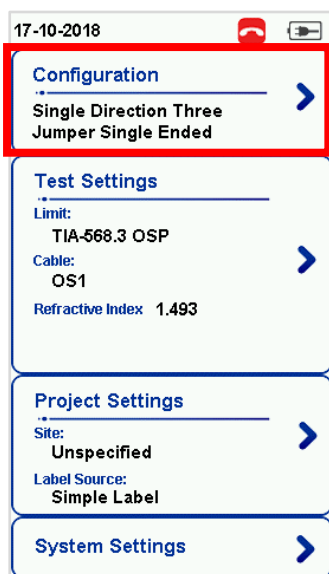 17-10-2018
Configuration
Single Direction Three
Jumper Single Ended
Test Settings
Limit:
TIA-568.3 OSP
Cable:
OS1
Refractive Index 1.493
Project Settings
Site:
Unspecified
Label Source:
Simple Label
System Settings